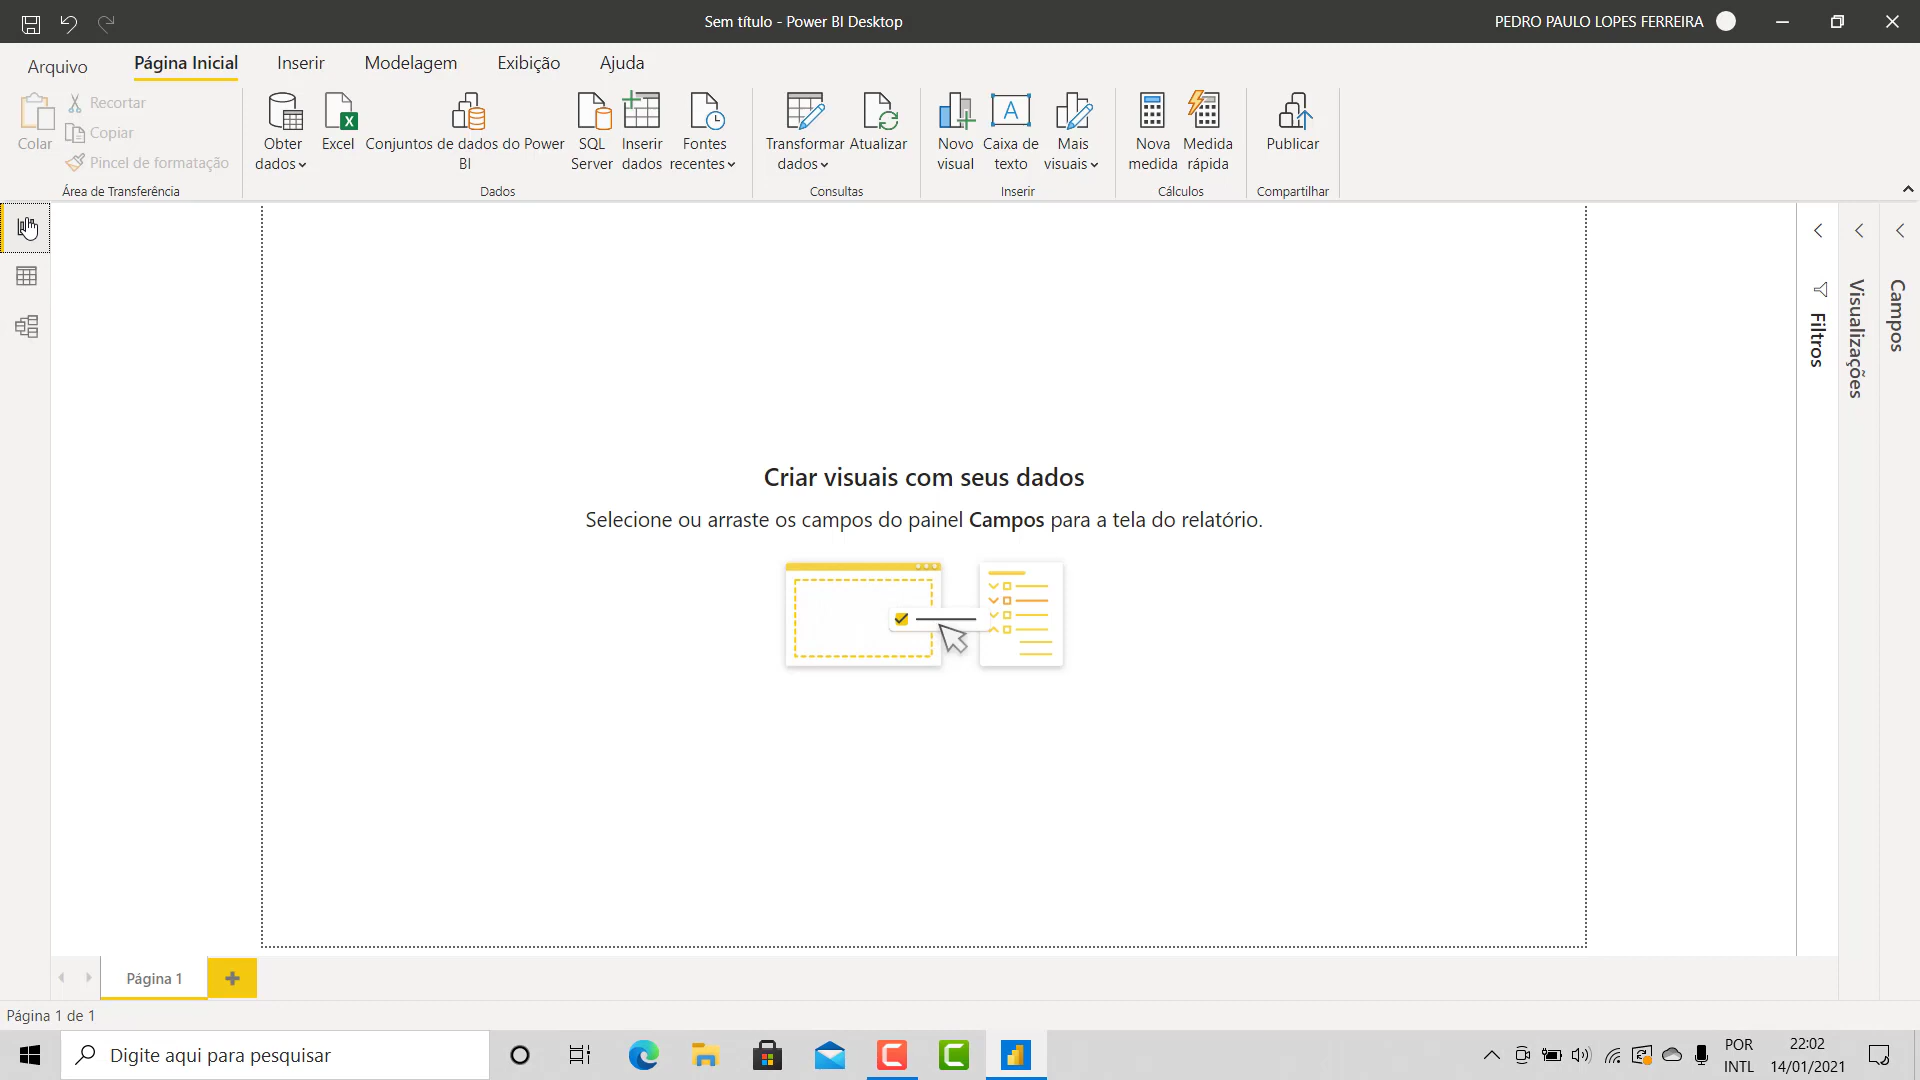 Sem título - Power BI Desktop
PEDRO PAULO LOPES FERREIRA
Arquivo
Página Inicial
Inserir
Modelagem
Exibição
Ajuda
Colar
Recortar
Copiar
Pincel de formatação
Área de Transferência
Obter
dados
Excel
Conjuntos de dados do Power
BI
SQL
Server
Inserir
dados
Fontes
recentes
Dados
Transformar
dados
Atualizar
Consultas
Novo
visual
Caixa de
texto
Mais
visuais
Inserir
Nova
medida
Medida
rápida
Cálculos
Publicar
Compartilhar
Filtros
Visualizações
Campos
Criar visuais com seus dados
Selecione ou arraste os campos do painel Campos para a tela do relatório.
Página 1
Página 1 de 1
Digite aqui para pesquisar
POR
INTL
22:02
14/01/2021